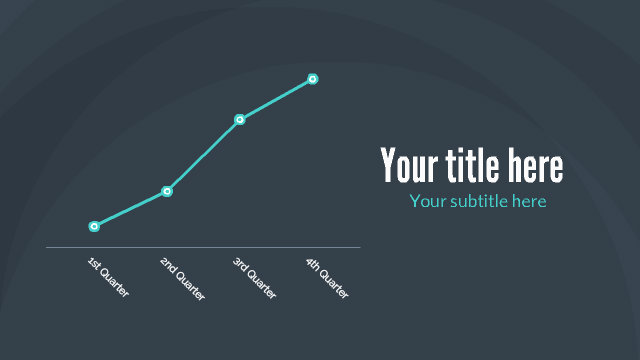 Your title here
Your subtitle here
1st Quarter
2nd Quarter
3rd Quarter
4th Quarter